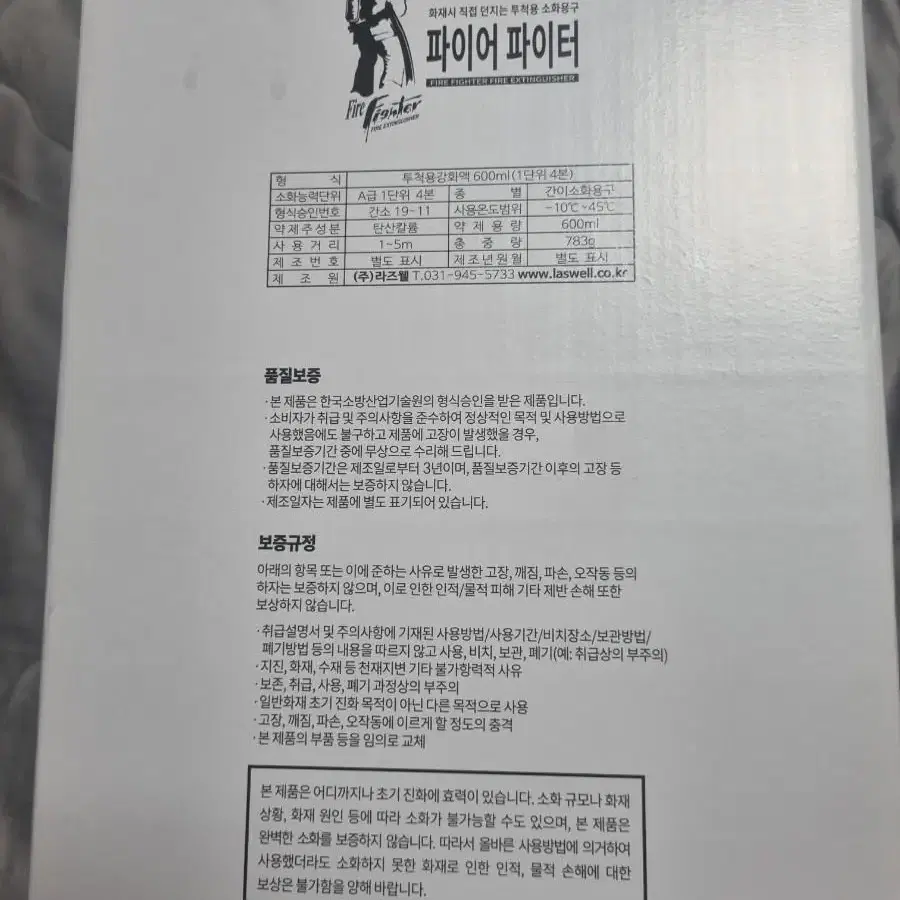 화재시 직접 던지는 투척용 소화용구
파이어 파이터
FIRE FIGHTER FIRE EXTINGUISHER
Fire Fighter
FIRE EXTINGUISHER
형 식 투척용강화액 600ml(1단위 4본)
소화능력단위 A급 1단위 4본 종 별 간이소화용구
형식승인번호 간소 19-11 사용온도범위 -10℃~45℃
약제주성분 탄산칼륨 약 제 용 량 600ml
사 용 거 리 1~5m 총 중 량 783g
제 조 번 호 별도 표시 제조년원월 별도 표시
제 조 원 (주)라즈웰 T.031-945-5733 www.laswell.co.kr
품질보증
·본 제품은 한국소방산업기술원의 형식승인을 받은 제품입니다.
·소비자가 취급 및 주의사항을 준수하여 정상적인 목적 및 사용방법으로
사용했음에도 불구하고 제품에 고장이 발생했을 경우,
품질보증기간 중에 무상으로 수리해 드립니다.
·품질보증기간은 제조일로부터 3년이며, 품질보증기간 이후의 고장 등
하자에 대해서는 보증하지 않습니다.
·제조일자는 제품에 별도 표기되어 있습니다.
보증규정
아래의 항목 또는 이에 준하는 사유로 발생한 고장, 깨짐, 파손, 오작동 등의
하자는 보증하지 않으며, 이로 인한 인적/물적 피해 기타 제반 손해 또한
보상하지 않습니다.
·취급설명서 및 주의사항에 기재된 사용방법/사용기간/비치장소/보관방법/
폐기방법 등의 내용을 따르지 않고 사용, 비치, 보관, 폐기(예: 취급상의 부주의)
·지진, 화재, 수재 등 천재지변 기타 불가항력적 사유
·보존, 취급, 사용, 폐기 과정상의 부주의
·일반화재 초기 진화 목적이 아닌 다른 목적으로 사용
·고장, 깨짐, 파손, 오작동에 이르게 할 정도의 충격
·본 제품의 부품 등을 임의로 교체
본 제품은 어디까지나 초기 진화에 효력이 있습니다. 소화 규모나 화재
상황, 화재 원인 등에 따라 소화가 불가능할 수도 있으며, 본 제품은
완벽한 소화를 보증하지 않습니다. 따라서 올바른 사용방법에 의거하여
사용했더라도 소화하지 못한 화재로 인한 인적, 물적 손해에 대한
보상은 불가함을 양해 바랍니다.